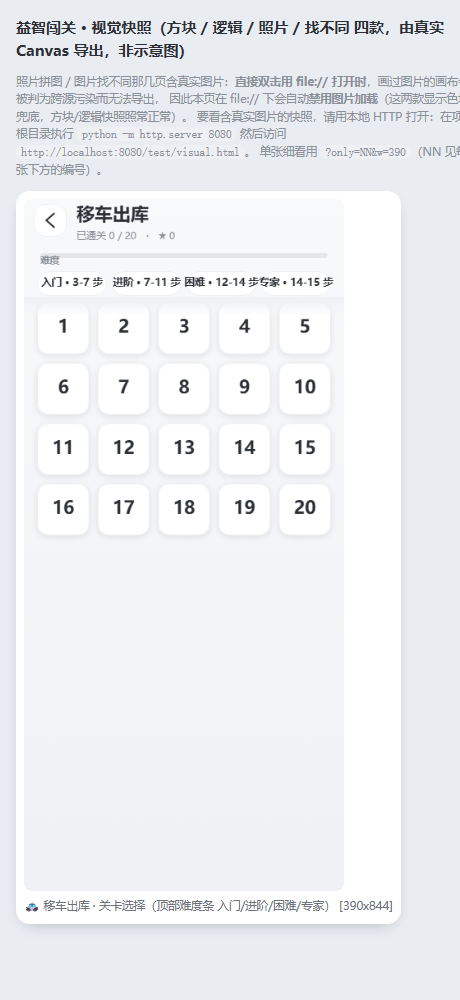 益智闯关 · 视觉快照（方块 / 逻辑 / 照片 / 找不同 四款，由真实
Canvas 导出，非示意图）
照片拼图 / 图片找不同那几页含真实图片：直接双击用 file:// 打开时，画过图片的画布
被判为跨源污染而无法导出， 因此本页在 file:// 下会自动禁用图片加载（这两款显示色
兜底，方块/逻辑快照照常正常）。 要看含真实图片的快照，请用本地 HTTP 打开：在项
根目录执行 python -m http.server 8080 然后访问
http://localhost:8080/test/visual.html 。 单张细看用 ?only=NN&w=390 （NN 见每
张下方的编号）。
移车出库
已通关 0 / 20 · ★ 0
难度
入门 • 3-7 步 进阶 • 7-11 步 困难 • 12-14 步 专家 • 14-15 步
1 2 3 4 5
6 7 8 9 10
11 12 13 14 15
16 17 18 19 20
移车出库 · 关卡选择（顶部难度条 入门/进阶/困难/专家） [390x844]